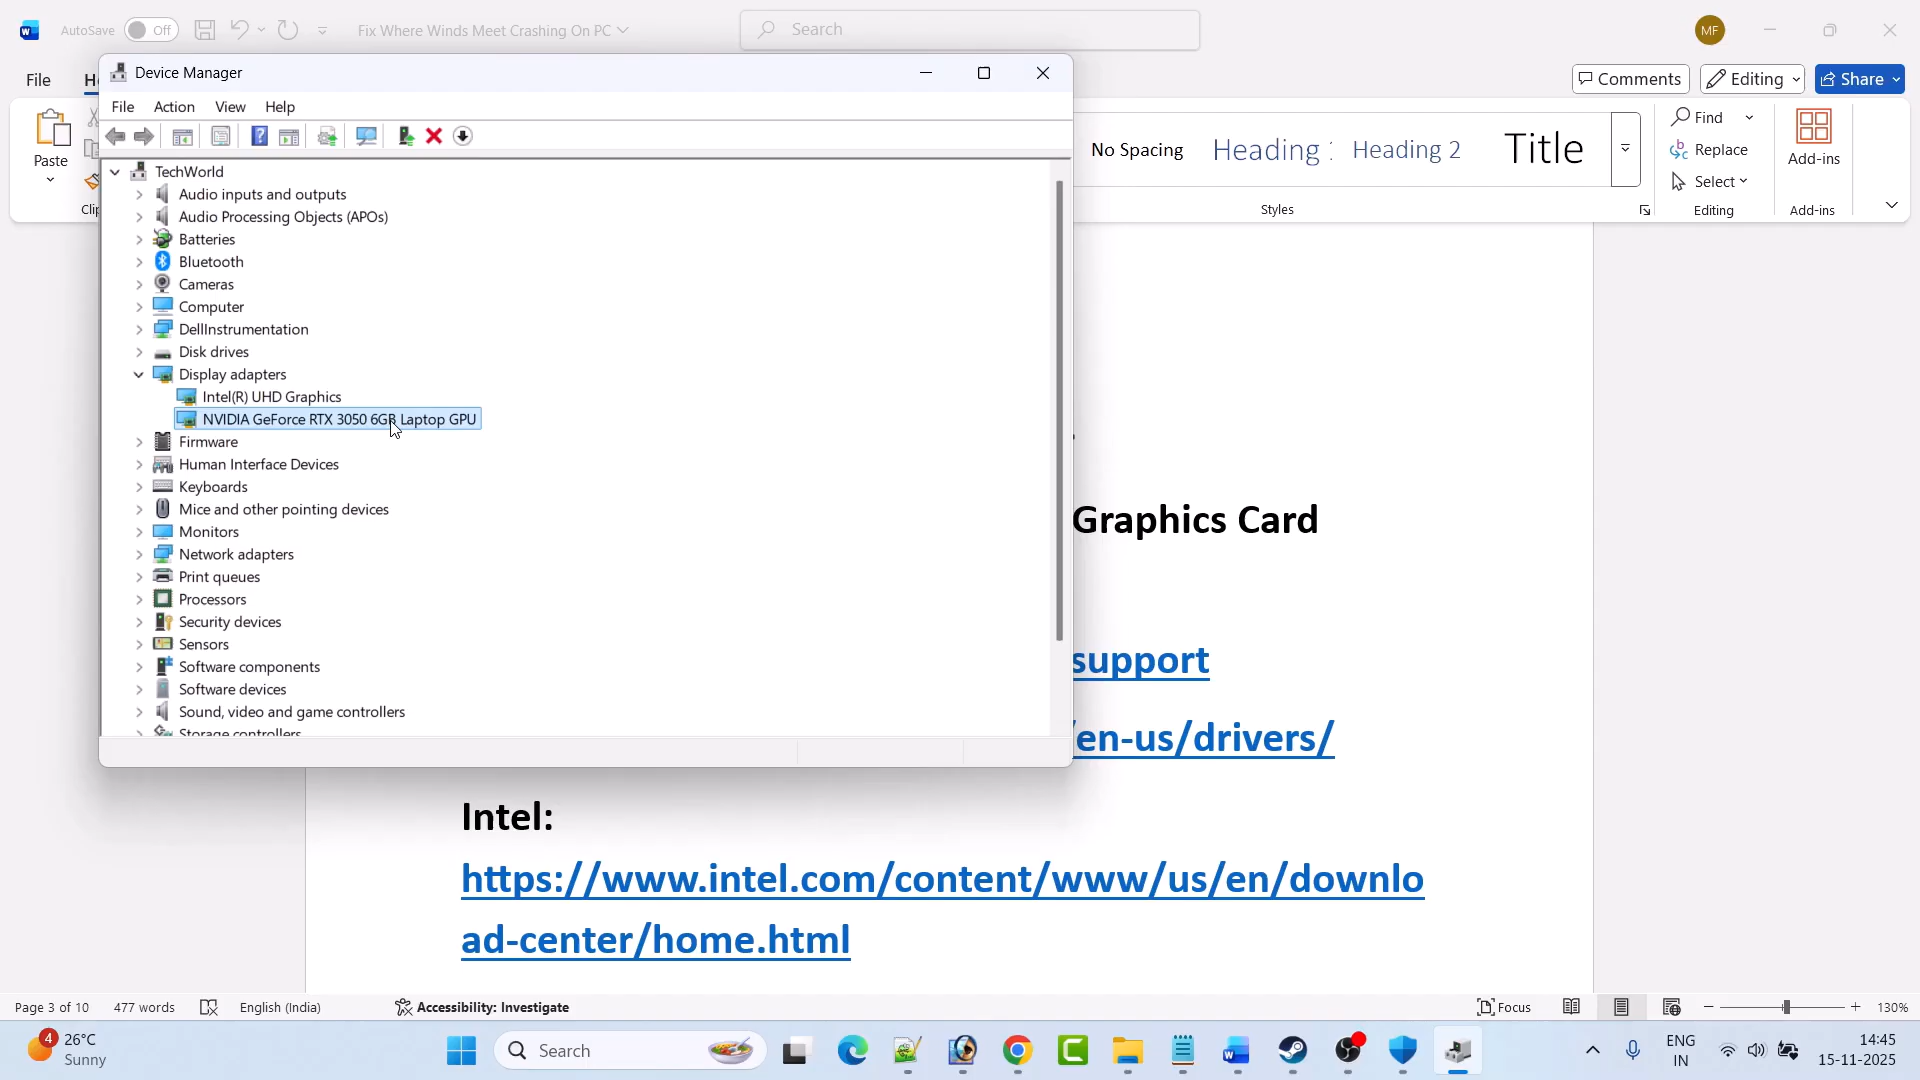 AutoSave Off Fix Where Winds Meet Crashing On PC Search MF
File
Comments Editing Share
Device Manager
File Action View Help
Paste
No Spacing Heading Heading 2 Title
Find
Replace
Select
Add-ins
Styles Editing Add-ins
TechWorld
Audio inputs and outputs
Audio Processing Objects (APOs)
Batteries
Bluetooth
Cameras
Computer
DellInstrumentation
Disk drives
Display adapters
Intel(R) UHD Graphics
NVIDIA GeForce RTX 3050 6GB Laptop GPU
Firmware
Human Interface Devices
Keyboards
Mice and other pointing devices
Monitors
Network adapters
Print queues
Processors
Security devices
Sensors
Software components
Software devices
Sound, video and game controllers
Storage controllers
Graphics Card
support
/en-us/drivers/
Intel:
https://www.intel.com/content/www/us/en/downlo
ad-center/home.html
Page 3 of 10 477 words English (India) Accessibility: Investigate Focus 130%
4 26°C
Sunny
Search
ENG
IN
14:45
15-11-2025